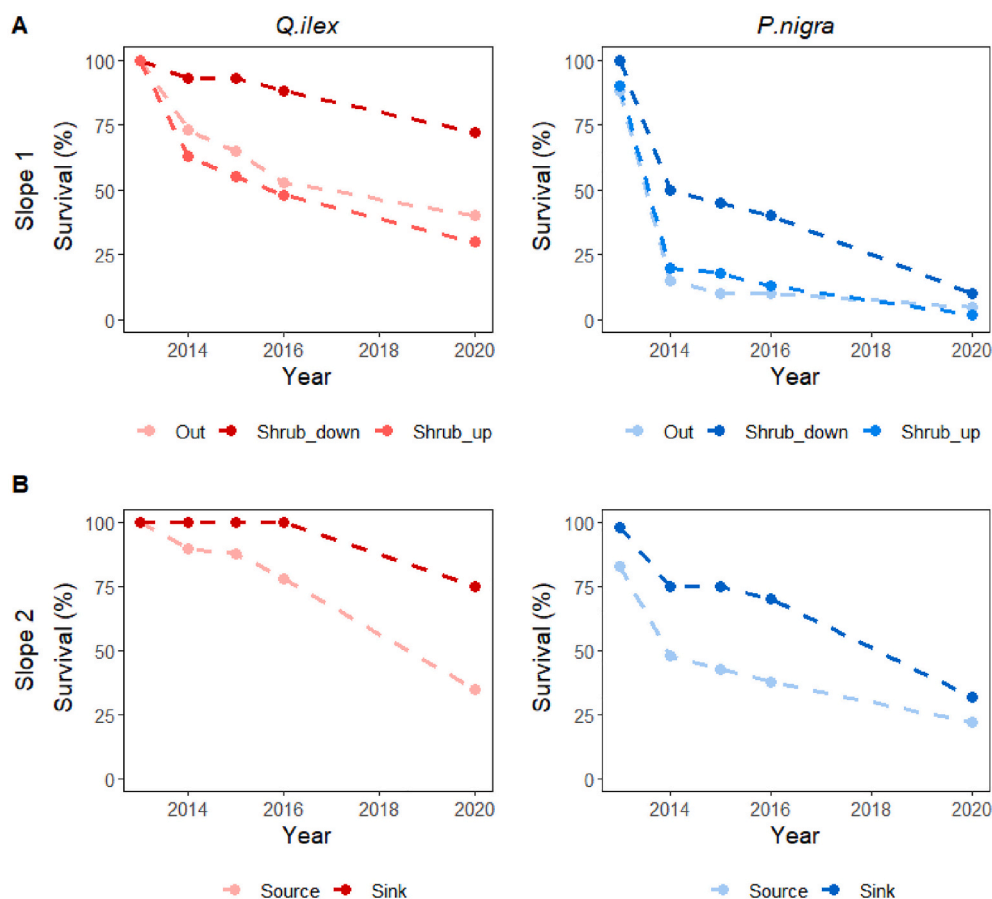 A
Q.ilex
P.nigra
Slope 1
Survival (%)
100
75
50
25
0
2014 2016 2018 2020
Year
Out Shrub_down Shrub_up
Survival (%)
100
75
50
25
0
2014 2016 2018 2020
Year
Out Shrub_down Shrub_up
B
Slope 2
Survival (%)
100
75
50
25
0
2014 2016 2018 2020
Year
Source Sink
Survival (%)
100
75
50
25
0
2014 2016 2018 2020
Year
Source Sink